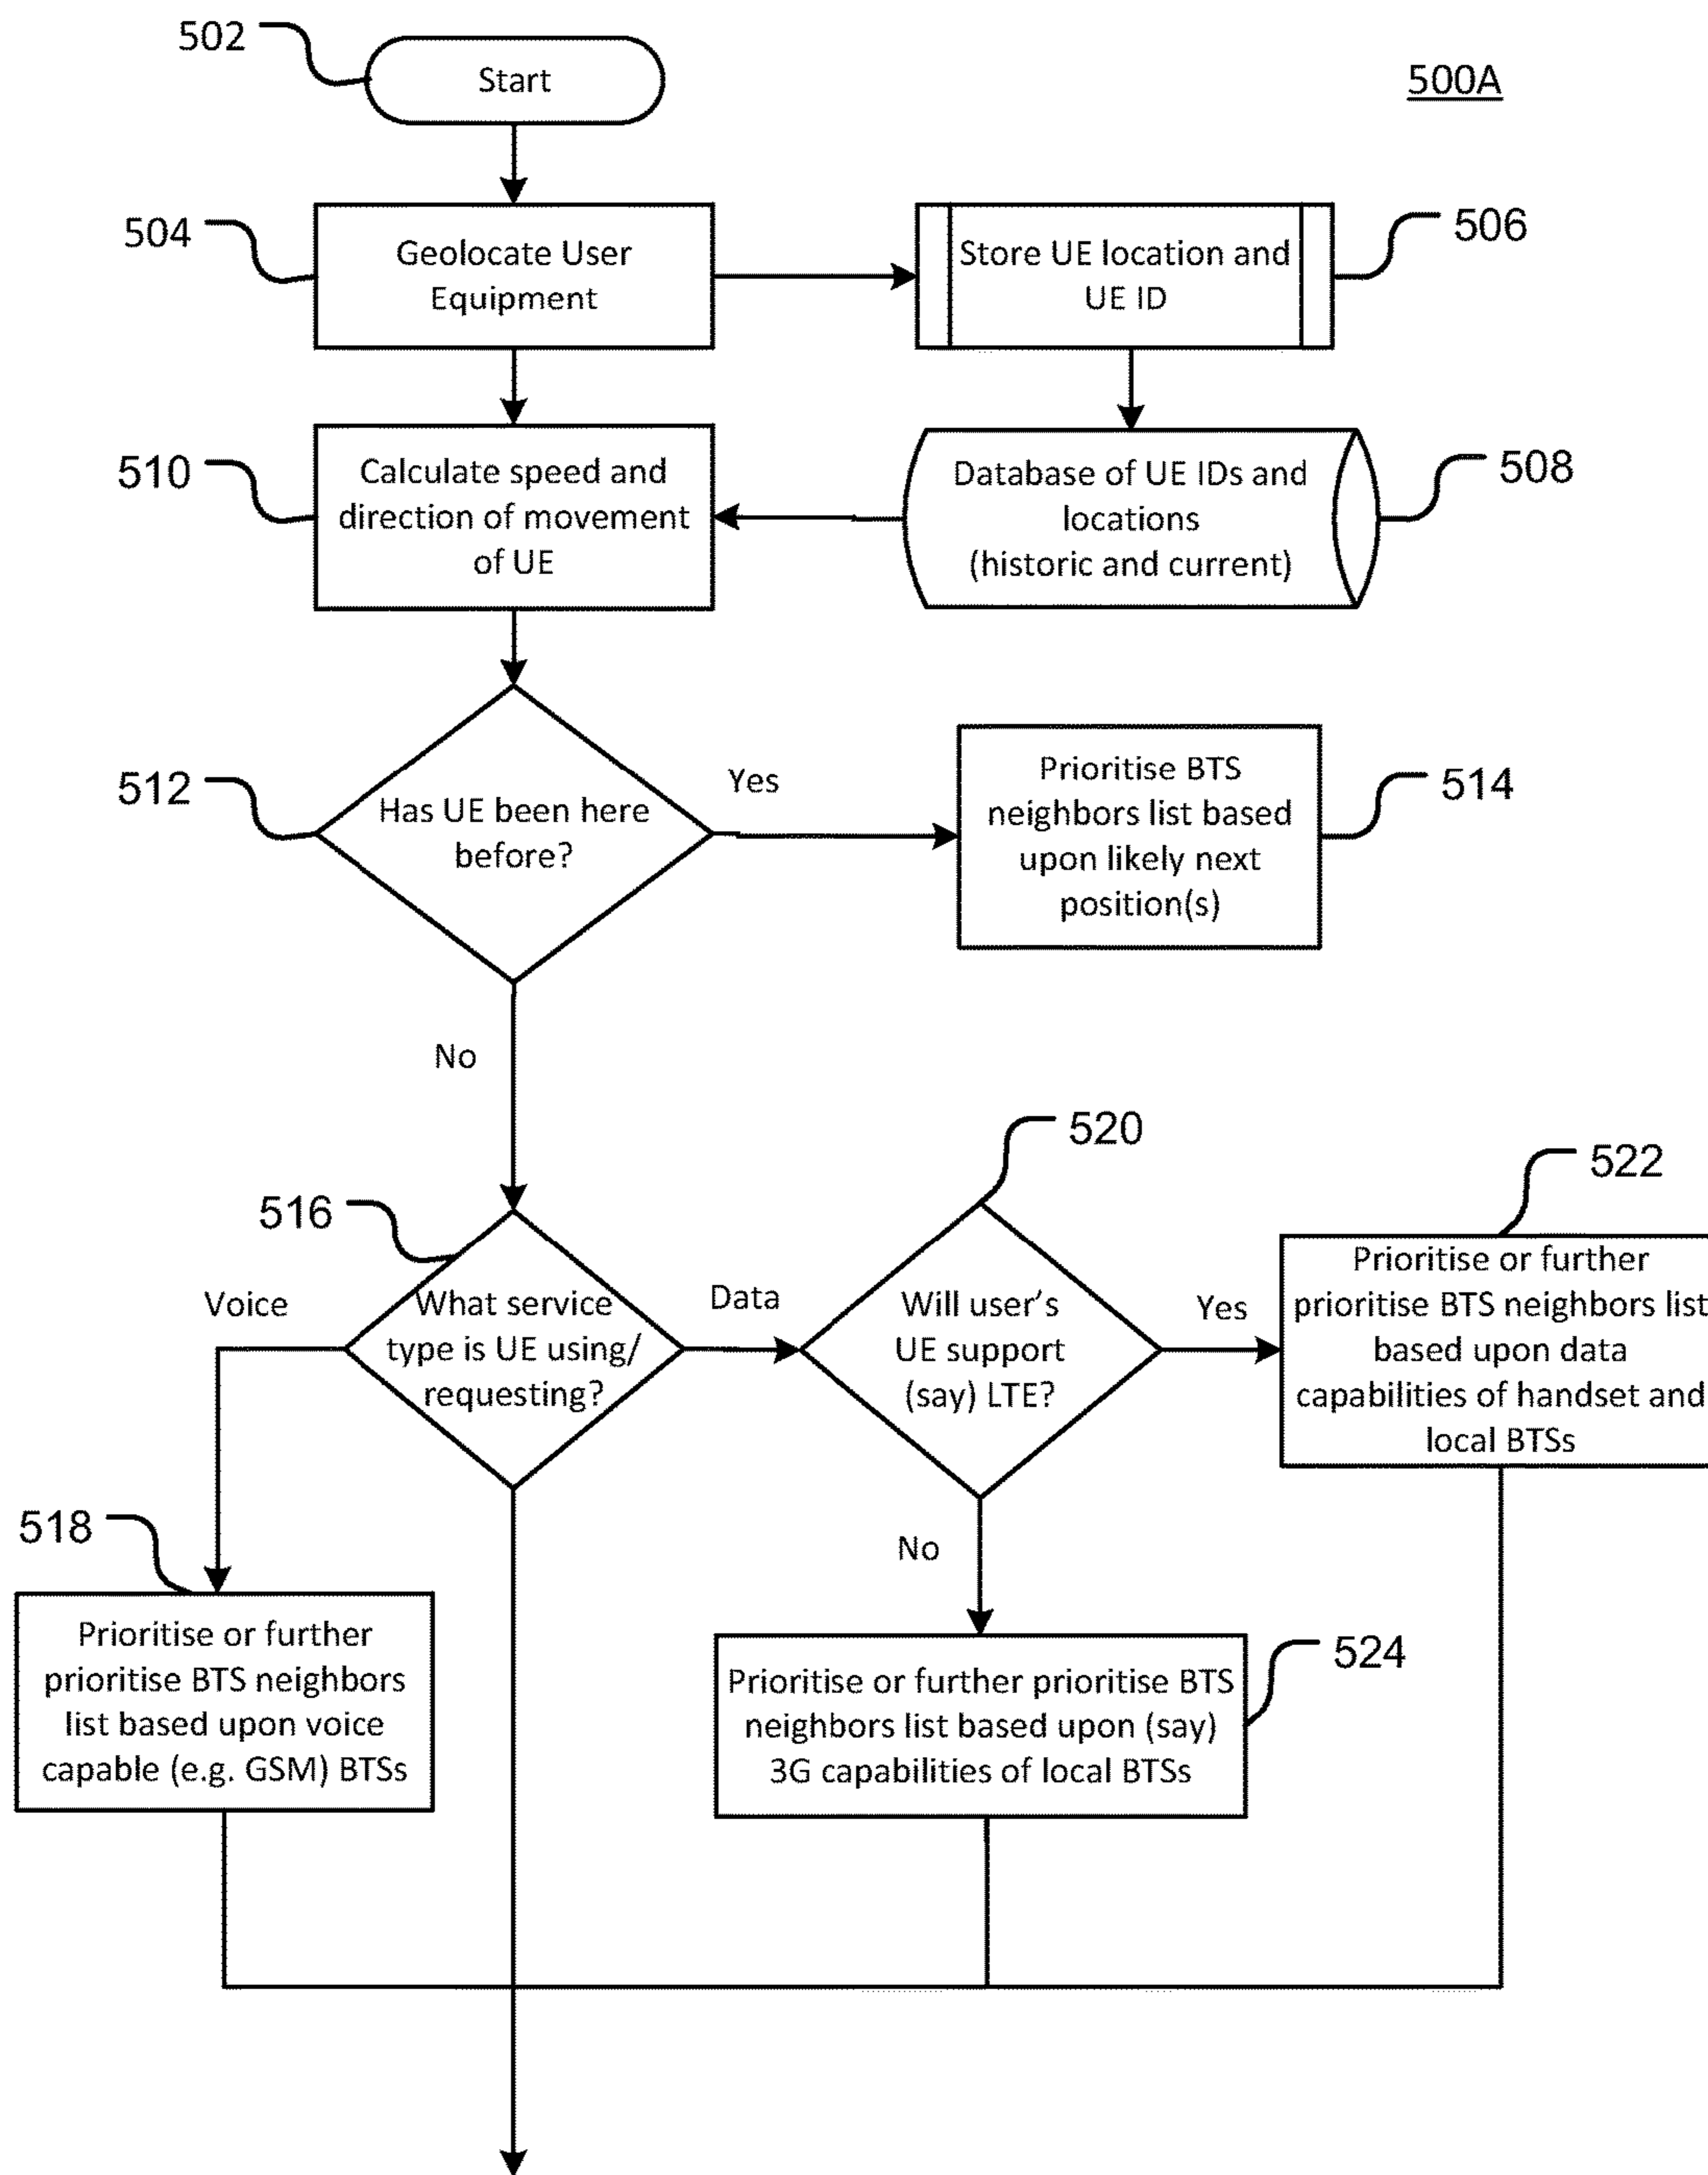 502
Start
500A
504
Geolocate User
Equipment
Store UE location and
UE ID
506
510
Calculate speed and
direction of movement
of UE
Database of UE IDs and
locations
(historic and current)
508
512
Has UE been here
before?
Yes
Prioritise BTS
neighbors list based
upon likely next
position(s)
514
No
516
Voice
What service
type is UE using/
requesting?
Data
520
Will user's
UE support
(say) LTE?
Yes
522
Prioritise or further
prioritise BTS neighbors list
based upon data
capabilities of handset and
local BTSs
518
Prioritise or further
prioritise BTS neighbors
list based upon voice
capable (e.g. GSM) BTSs
No
524
Prioritise or further prioritise BTS
neighbors list based upon (say)
3G capabilities of local BTSs